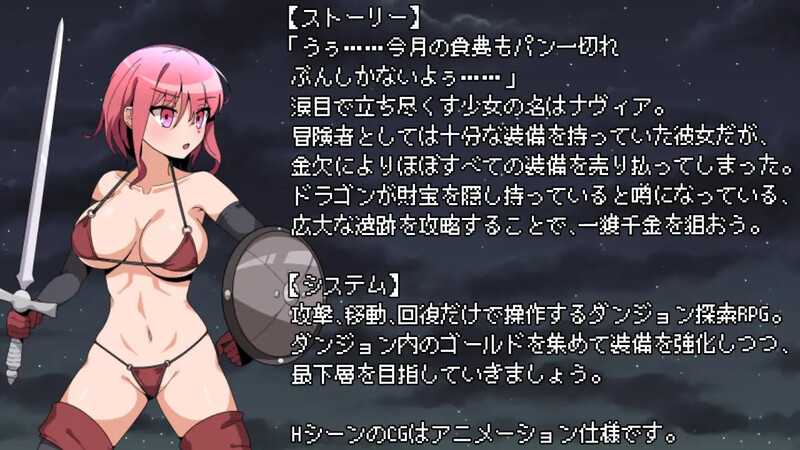 【ストーリー】
「うぅ……今月の食費もパン一切れ
ぶんしかないよぅ……」
涙目で立ち尽くす少女の名はナヴィア。
冒険者としては十分な装備を持っていた彼女だが、
金欠によりほぼすべての装備を売り払ってしまった。
ドラゴンが財宝を隠し持っていると噂になっている、
広大な遺跡を攻略することで、一獲千金を狙おう。
【システム】
攻撃、移動、回復だけで操作するダンジョン探索RPG。
ダンジョン内のゴールドを集めて装備を強化しつつ、
最下層を目指していきましょう。
HシーンのCGはアニメーション仕様です。